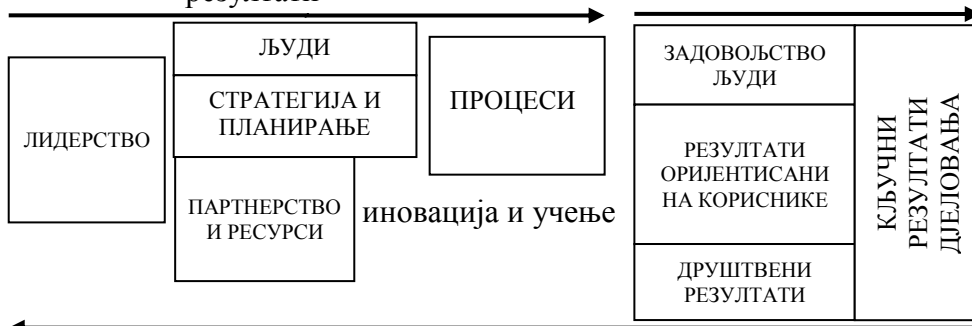 резултати
ЛИДЕРСТВО
ЉУДИ
СТРАТЕГИЈА И
ПЛАНИРАЊЕ
ПАРТНЕРСТВО
И РЕСУРСИ
ПРОЦЕСИ
иновација и учење
ЗАДОВОЉСТВО
ЉУДИ
РЕЗУЛТАТИ
ОРИЈЕНТИСАНИ
НА КОРИСНИКЕ
ДРУШТВЕНИ
РЕЗУЛТАТИ
КЉУЧНИ
РЕЗУЛТАТИ
ДЈЕЛОВАЊА